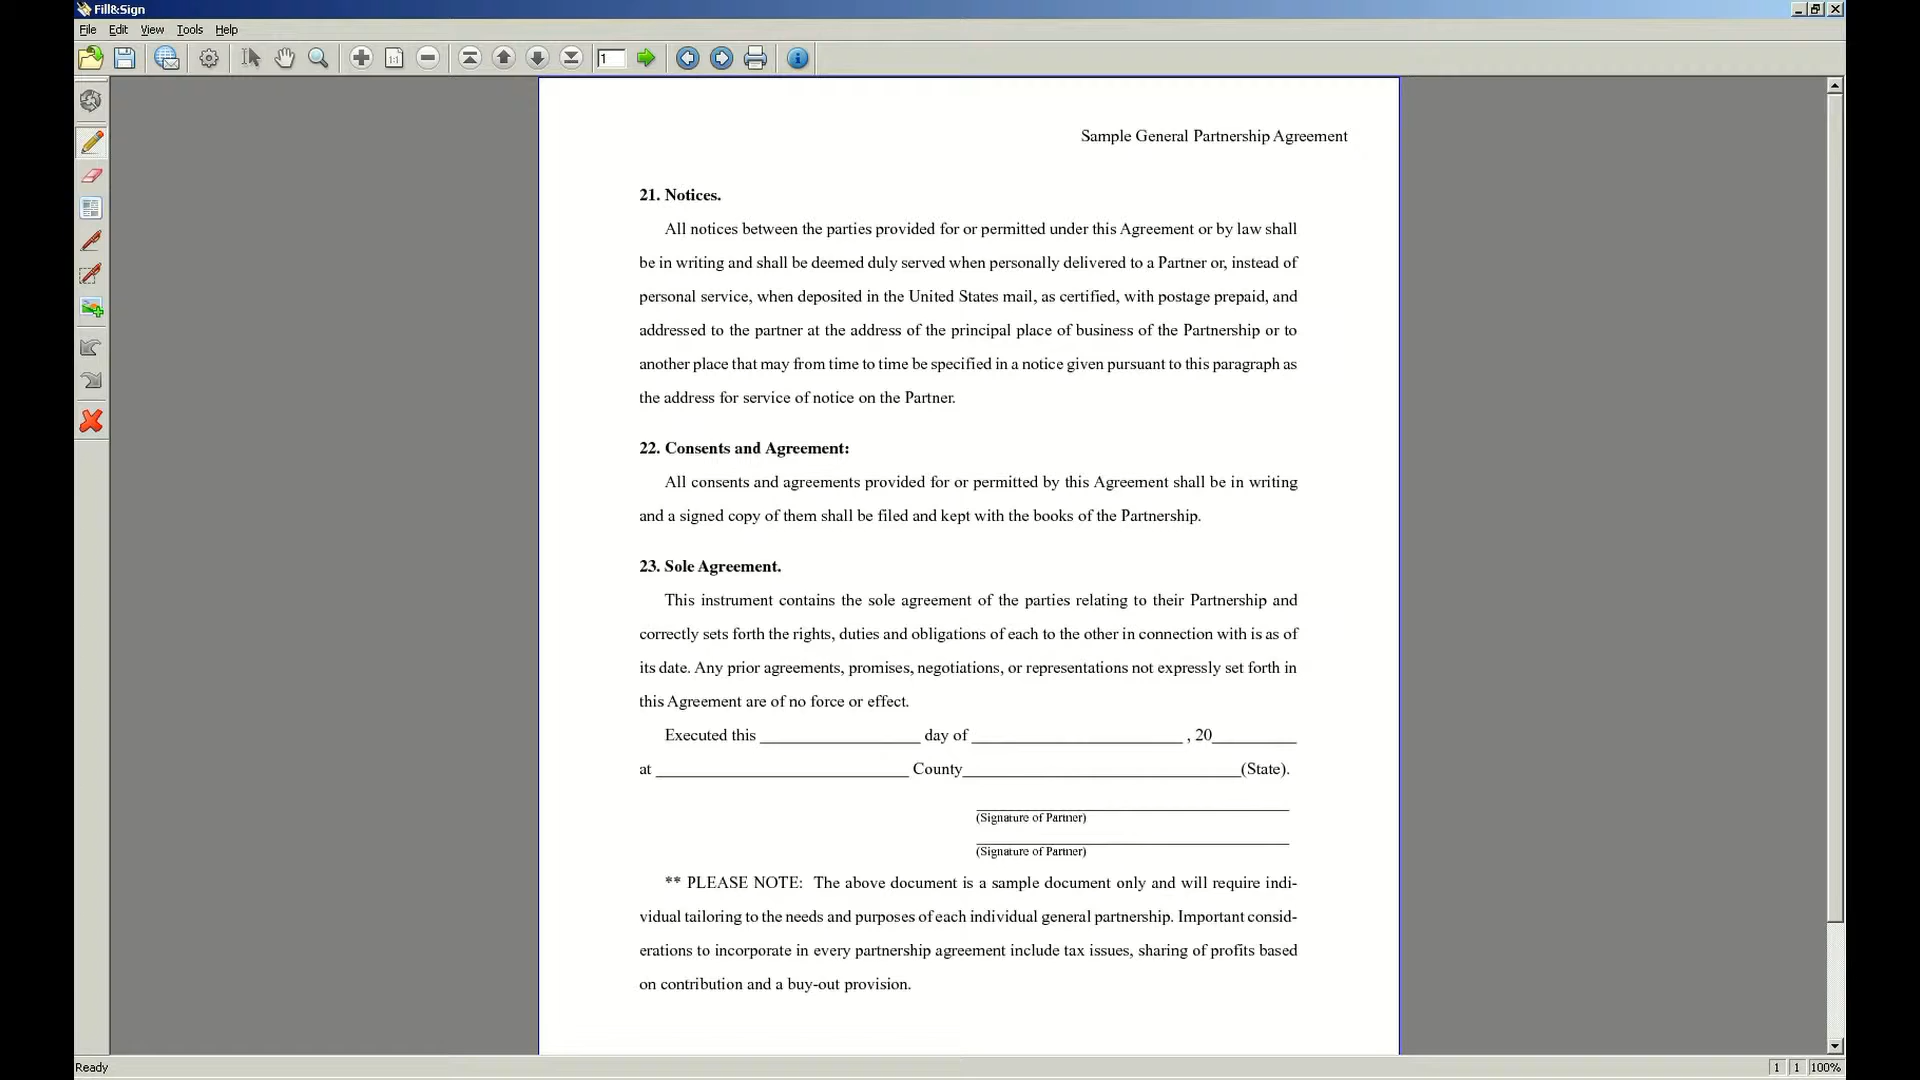 Fill&Sign
File Edit View Tools Help
1:1 1
Sample General Partnership Agreement
21. Notices.
All notices between the parties provided for or permitted under this Agreement or by law shall
be in writing and shall be deemed duly served when personally delivered to a Partner or, instead of
personal service, when deposited in the United States mail, as certified, with postage prepaid, and
addressed to the partner at the address of the principal place of business of the Partnership or to
another place that may from time to time be specified in a notice given pursuant to this paragraph as
the address for service of notice on the Partner.
22. Consents and Agreement:
All consents and agreements provided for or permitted by this Agreement shall be in writing
and a signed copy of them shall be filed and kept with the books of the Partnership.
23. Sole Agreement.
This instrument contains the sole agreement of the parties relating to their Partnership and
correctly sets forth the rights, duties and obligations of each to the other in connection with is as of
its date. Any prior agreements, promises, negotiations, or representations not expressly set forth in
this Agreement are of no force or effect.
Executed this ___________________ day of _________________________ , 20__________
at ______________________________ County_________________________________(State).
(Signature of Partner)
(Signature of Partner)
** PLEASE NOTE: The above document is a sample document only and will require indi-
vidual tailoring to the needs and purposes of each individual general partnership. Important consid-
erations to incorporate in every partnership agreement include tax issues, sharing of profits based
on contribution and a buy-out provision.
Ready 1 1 100%